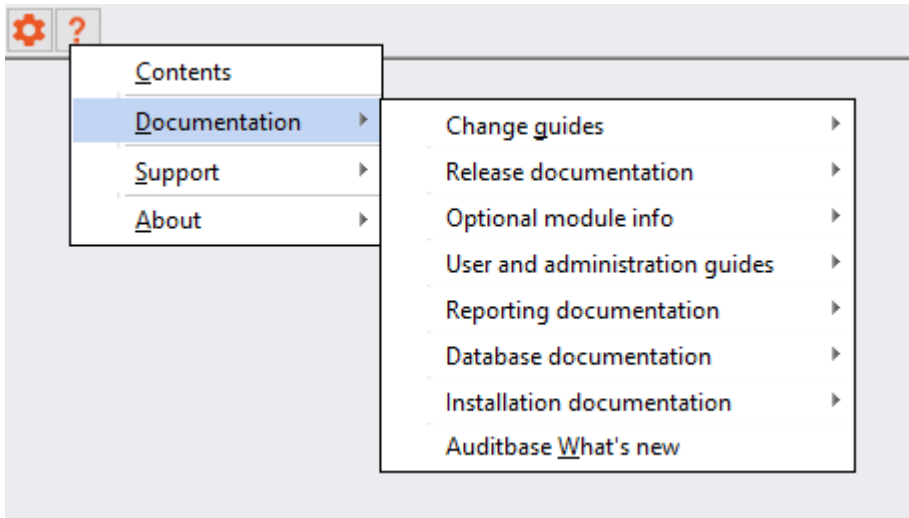 ?
Contents
Documentation
Support
About
Change guides
Release documentation
Optional module info
User and administration guides
Reporting documentation
Database documentation
Installation documentation
Auditbase What's new